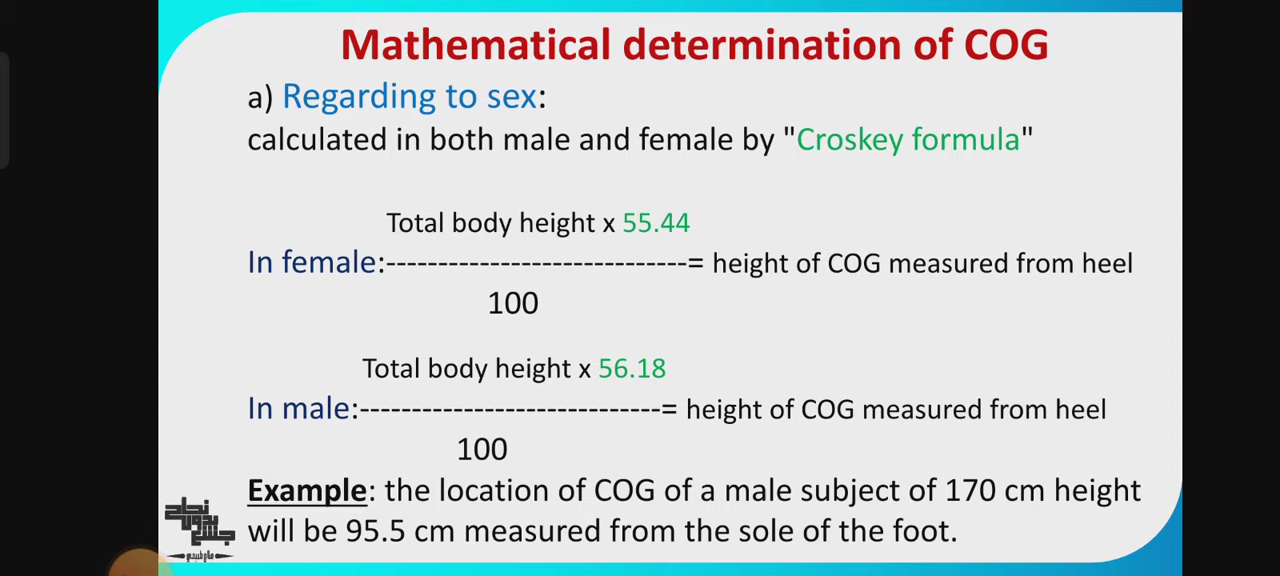 Mathematical determination of COG
a) Regarding to sex:
calculated in both male and female by "Croskey formula"
Total body height x 55.44
In female:-----------------------------= height of COG measured from heel
100
Total body height x 56.18
In male:-----------------------------= height of COG measured from heel
100
Example: the location of COG of a male subject of 170 cm height
will be 95.5 cm measured from the sole of the foot.